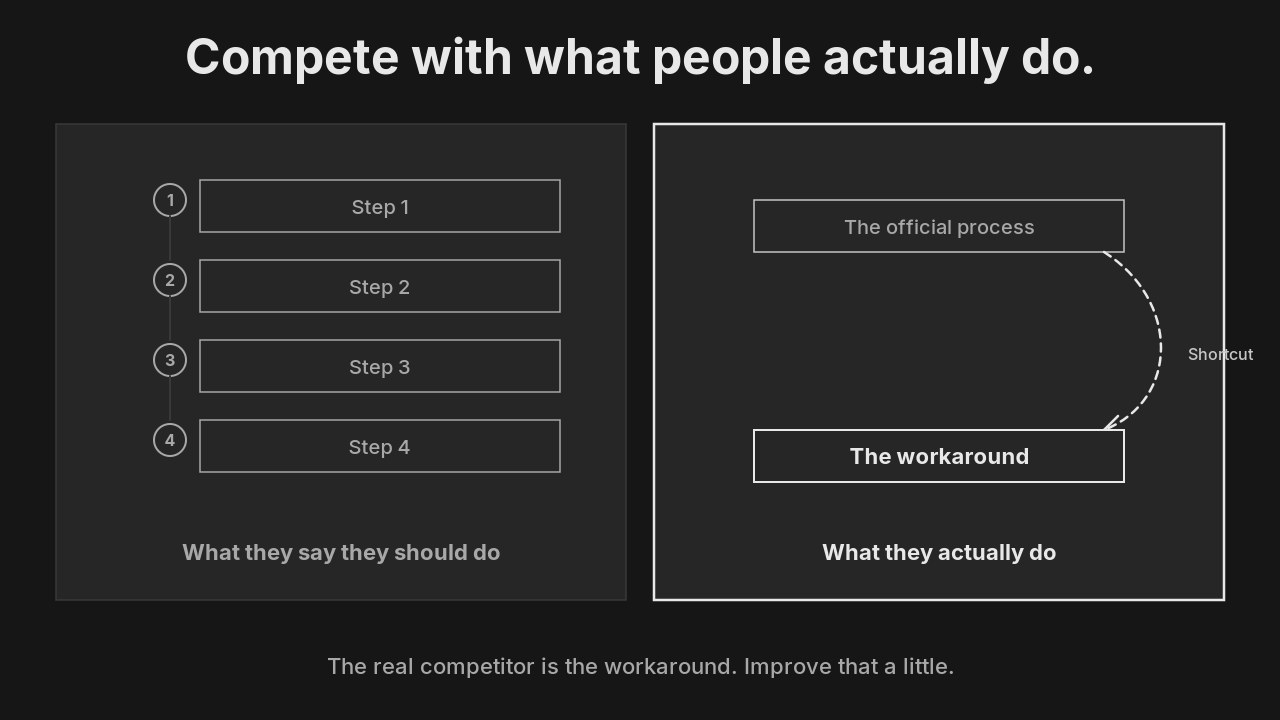 Compete with what people actually do.
1
Step 1
2
Step 2
3
Step 3
4
Step 4
What they say they should do
The official process
Shortcut
The workaround
What they actually do
The real competitor is the workaround. Improve that a little.